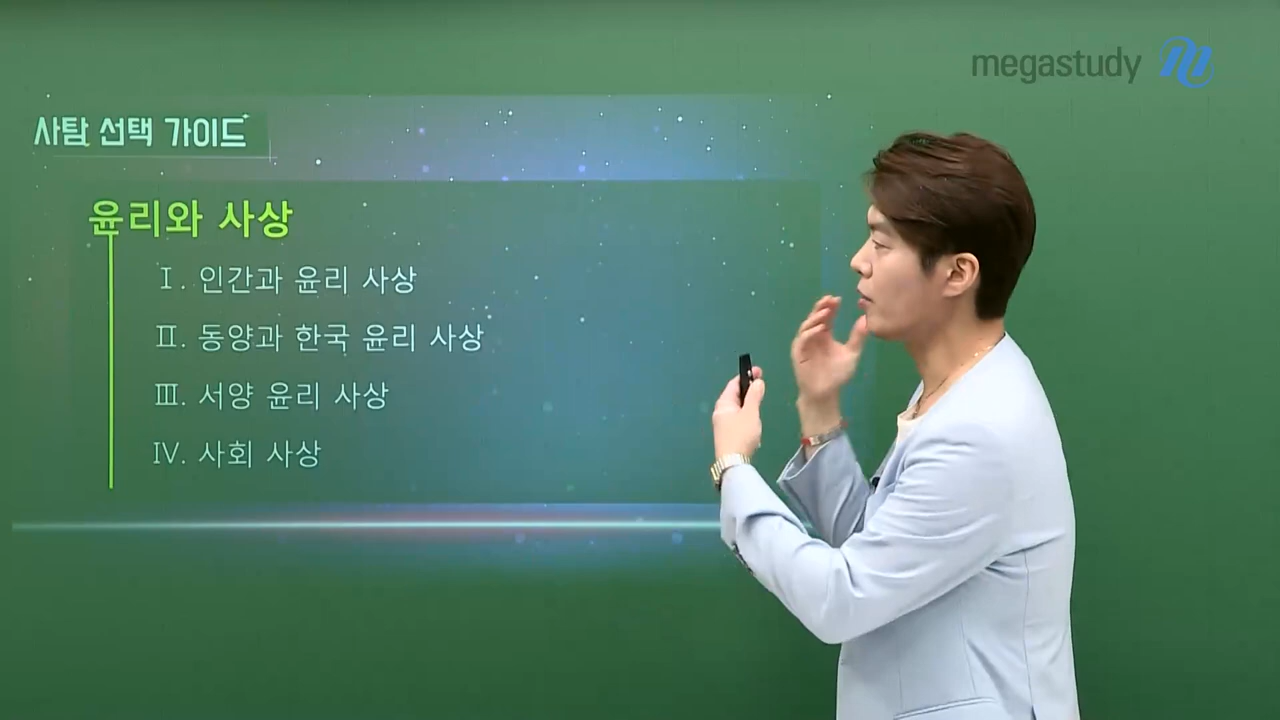 megastudy
사탐 선택 가이드
윤리와 사상
Ⅰ. 인간과 윤리 사상
Ⅱ. 동양과 한국 윤리 사상
Ⅲ. 서양 윤리 사상
Ⅳ. 사회 사상